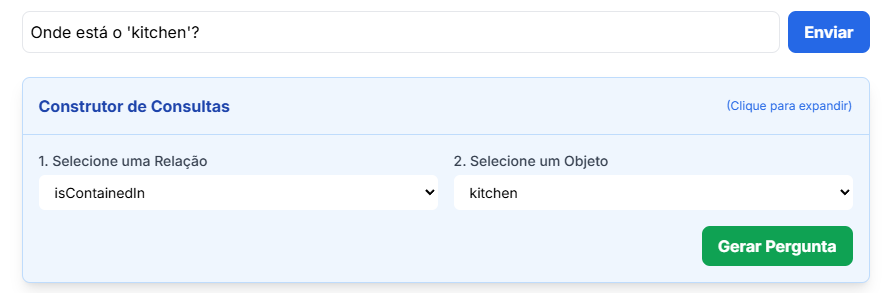 Onde está o 'kitchen'?
Enviar
Construtor de Consultas
(Clique para expandir)
1. Selecione uma Relação
2. Selecione um Objeto
isContainedIn
kitchen
Gerar Pergunta